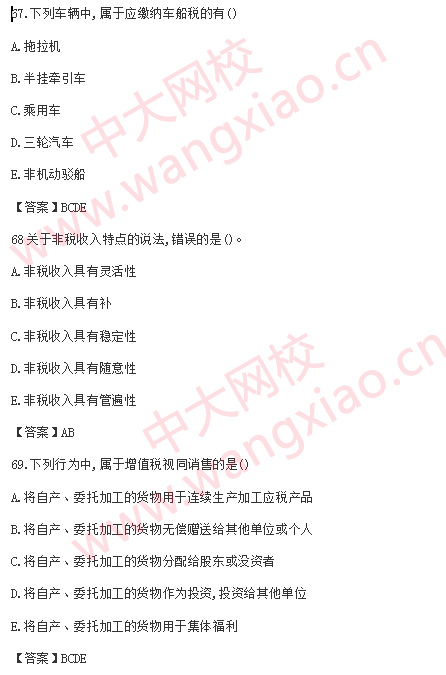 67.下列车辆中,属于应缴纳车船税的有()
A.拖拉机
B.半挂牵引车
C.乘用车
D.三轮汽车
E.非机动驳船
【答案】BCDE
68关于非税收入特点的说法,错误的是()。
A.非税收入具有灵活性
B.非税收入具有补
C.非税收入具有稳定性
D.非税收入具有随意性
E.非税收入具有管遍性
【答案】AB
69.下列行为中,属于增值税视同消售的是()
A.将自产、委托加工的货物用于连续生产加工应税产品
B.将自产、委托加工的货物无偿赠送给其他单位或个人
C.将自产、委托加工的货物分配给股东或没资者
D.将自产、委托加工的货物作为投资,投资给其他单位
E.将自产、委托加工的货物用于集体福利
【答案】BCDE
中大网校
www.wangxiao.cn
中大网校
www.wangxiao.cn